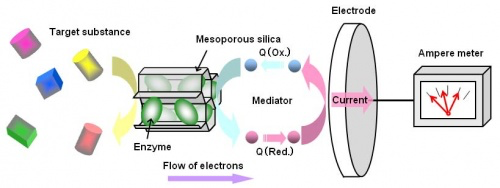 Electrode
Target substance
Mesoporous silica
Ampere meter
Q (Ox.)
Mediator
Current
Enzyme
Q (Red.)
Flow of electrons